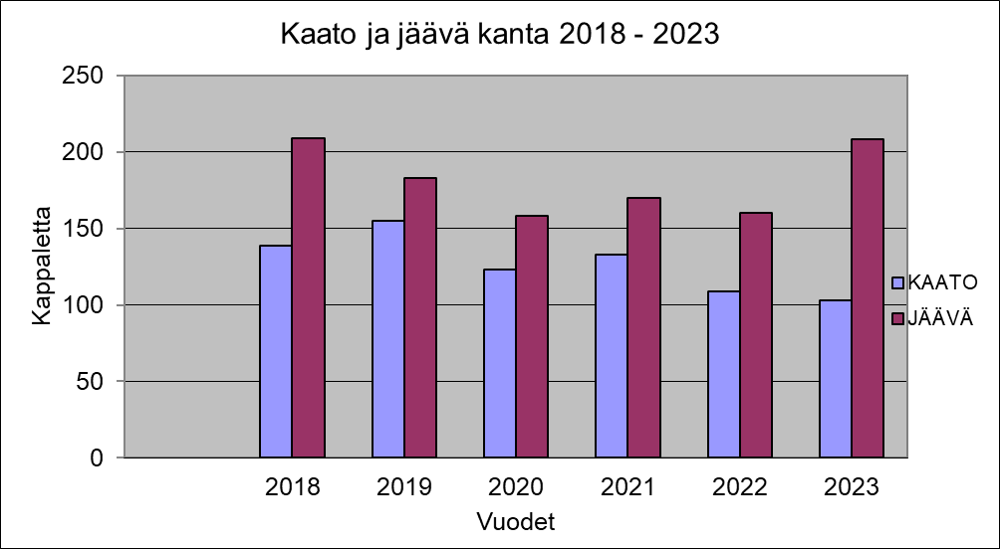 Kaato ja jäävä kanta 2018 - 2023
250
200
150
100
50
0
Kappaletta
2018 2019 2020 2021 2022 2023
Vuodet
KAATO
JÄÄVÄ